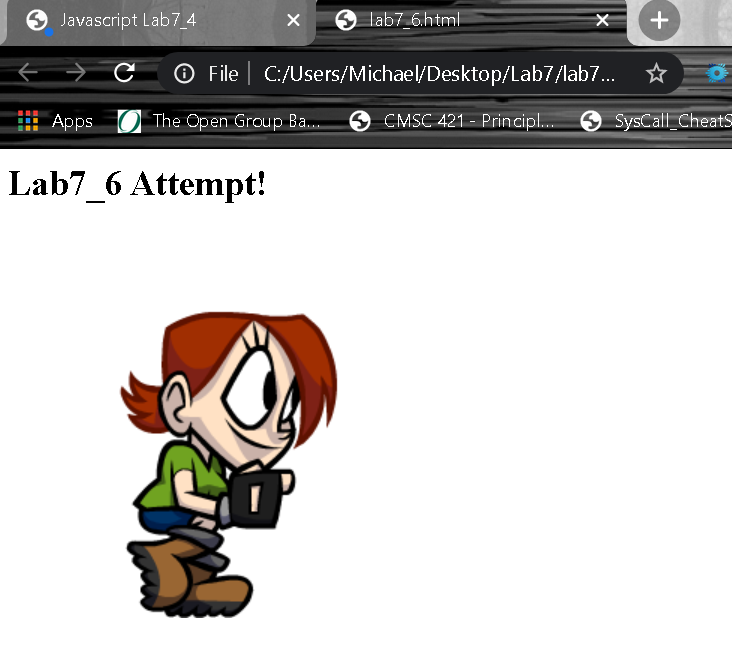 Javascript Lab7_4
lab7_6.html
File C:/Users/Michael/Desktop/Lab7/lab7...
Apps The Open Group Ba... CMSC 421 - Principl... SysCall_CheatS
Lab7_6 Attempt!